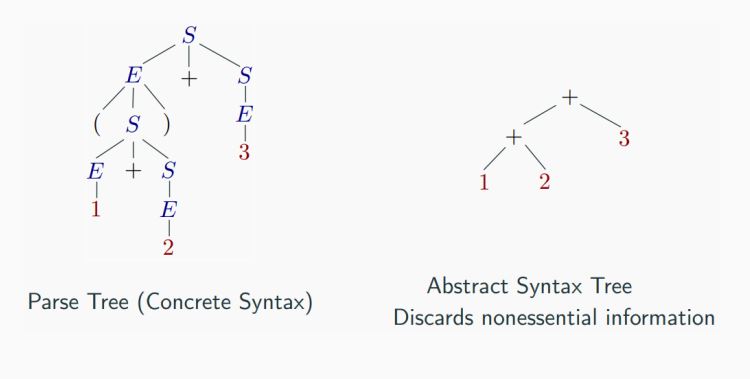 S
E + S
( S ) E
3
E + S
1 E
2
+
+ 3
1 2
Parse Tree (Concrete Syntax)
Abstract Syntax Tree
Discards nonessential information